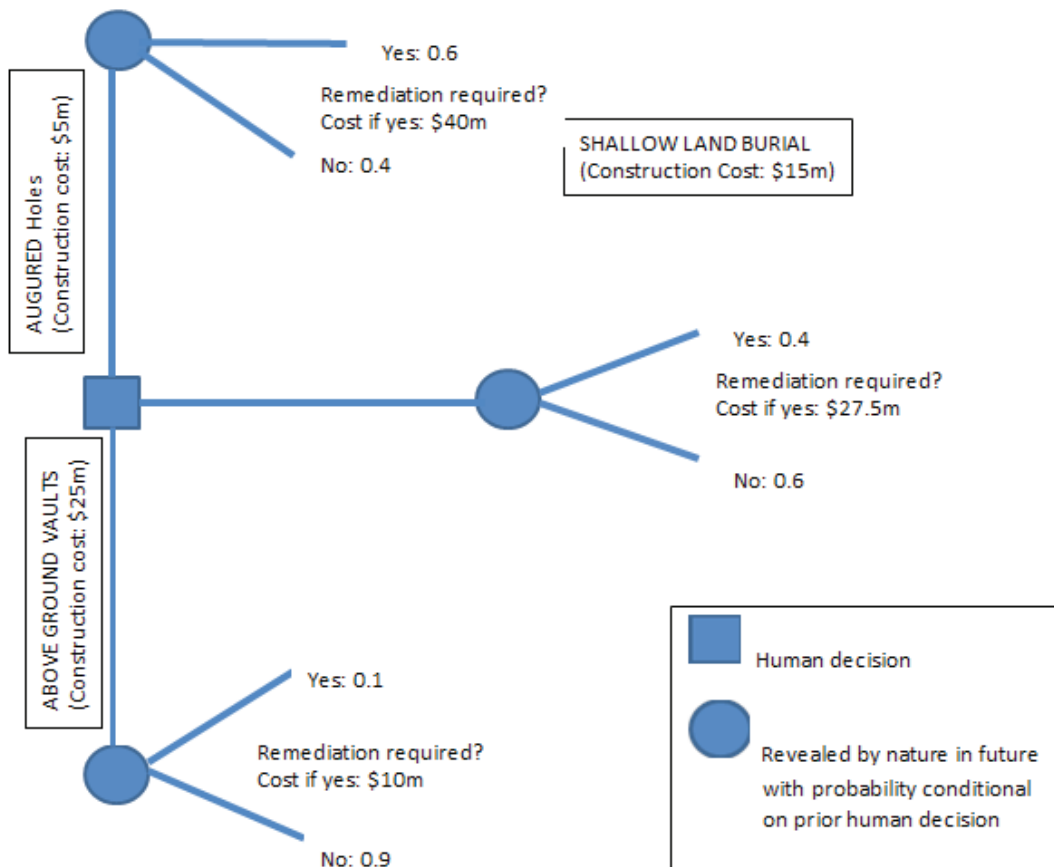 Yes: 0.6
Remediation required?
Cost if yes: $40m
No: 0.4
AUGURED Holes
(Construction cost: $5m)
SHALLOW LAND BURIAL
(Construction Cost: $15m)
Yes: 0.4
Remediation required?
Cost if yes: $27.5m
No: 0.6
ABOVE GROUND VAULTS
(Construction cost: $25m)
Yes: 0.1
Remediation required?
Cost if yes: $10m
No: 0.9
Human decision
Revealed by nature in future
with probability conditional
on prior human decision